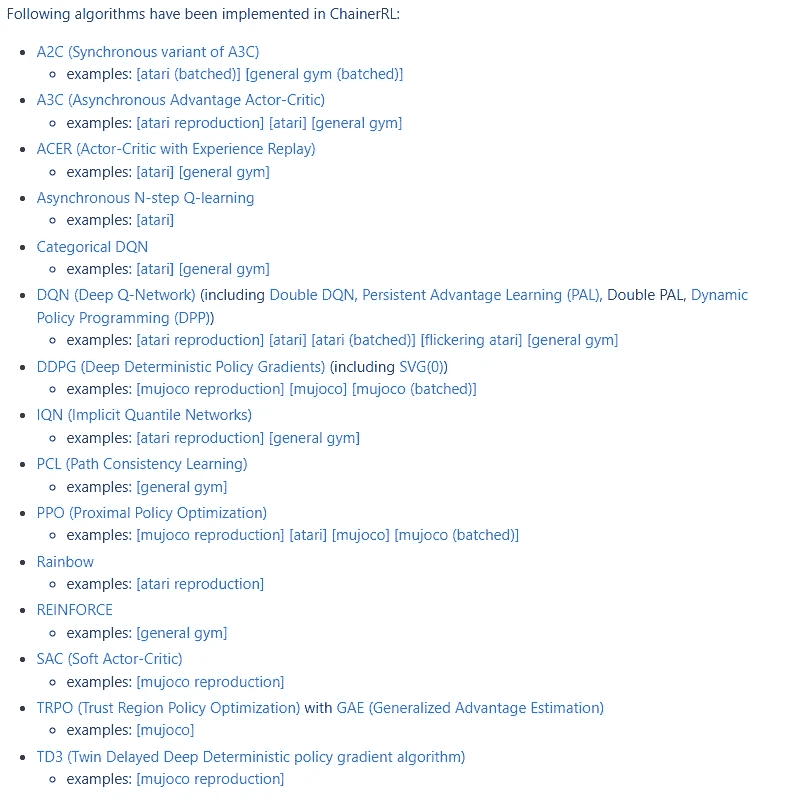 Following algorithms have been implemented in ChainerRL:
A2C (Synchronous variant of A3C)
examples: [atari (batched)] [general gym (batched)]
A3C (Asynchronous Advantage Actor-Critic)
examples: [atari reproduction] [atari] [general gym]
ACER (Actor-Critic with Experience Replay)
examples: [atari] [general gym]
Asynchronous N-step Q-learning
examples: [atari]
Categorical DQN
examples: [atari] [general gym]
DQN (Deep Q-Network) (including Double DQN, Persistent Advantage Learning (PAL), Double PAL, Dynamic
Policy Programming (DPP))
examples: [atari reproduction] [atari] [atari (batched)] [flickering atari] [general gym]
DDPG (Deep Deterministic Policy Gradients) (including SVG(0))
examples: [mujoco reproduction] [mujoco] [mujoco (batched)]
IQN (Implicit Quantile Networks)
examples: [atari reproduction] [general gym]
PCL (Path Consistency Learning)
examples: [general gym]
PPO (Proximal Policy Optimization)
examples: [mujoco reproduction] [atari] [mujoco] [mujoco (batched)]
Rainbow
examples: [atari reproduction]
REINFORCE
examples: [general gym]
SAC (Soft Actor-Critic)
examples: [mujoco reproduction]
TRPO (Trust Region Policy Optimization) with GAE (Generalized Advantage Estimation)
examples: [mujoco]
TD3 (Twin Delayed Deep Deterministic policy gradient algorithm)
examples: [mujoco reproduction]